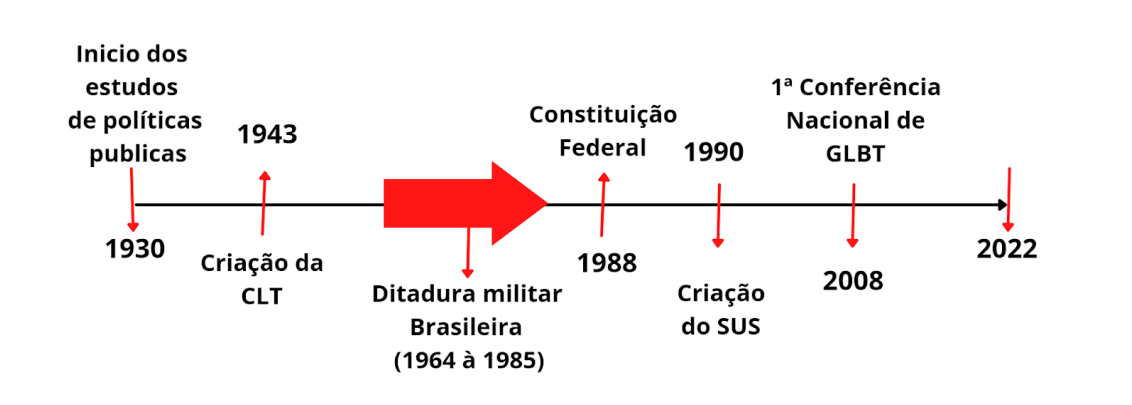 Inicio dos
estudos
de políticas
publicas
1930
1943
Criação da
CLT
Ditadura militar
Brasileira
(1964 à 1985)
Constituição
Federal
1988
1990
Criação
do SUS
1ª Conferência
Nacional de
GLBT
2008
2022